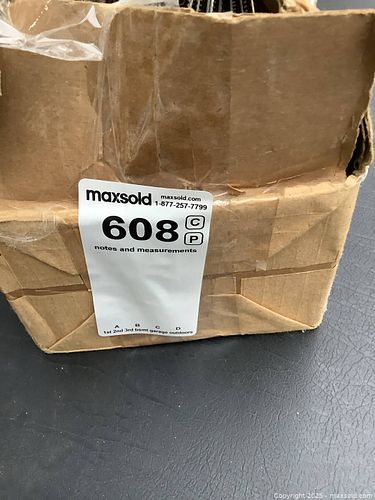 maxsold maxsold.com
1-877-257-7799
608 C
P
notes and measurements
A B C D
1st 2nd 3rd bsmt garage outdoors
Copyright 2025 - maxsold.com